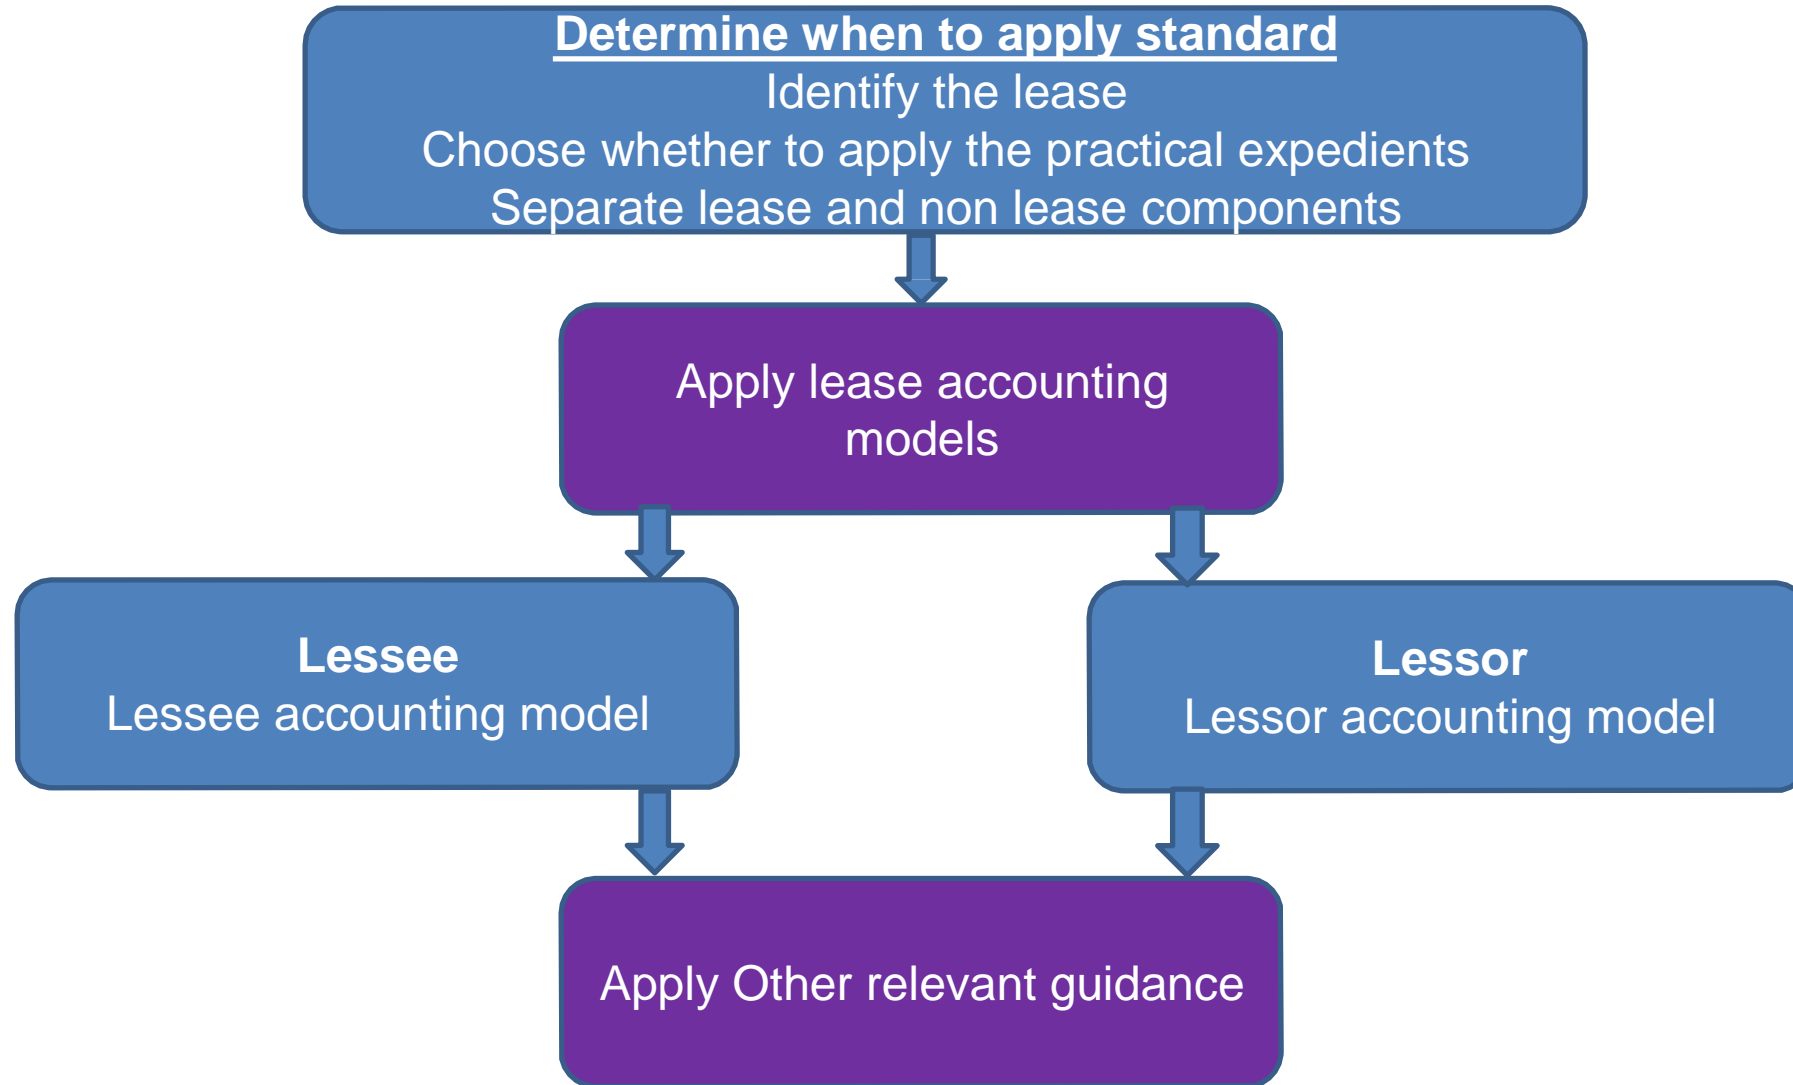 Determine when to apply standard
Identify the lease
Choose whether to apply the practical expedients
Separate lease and non lease components
Apply lease accounting
models
Lessee
Lessee accounting model
Lessor
Lessor accounting model
Apply Other relevant guidance